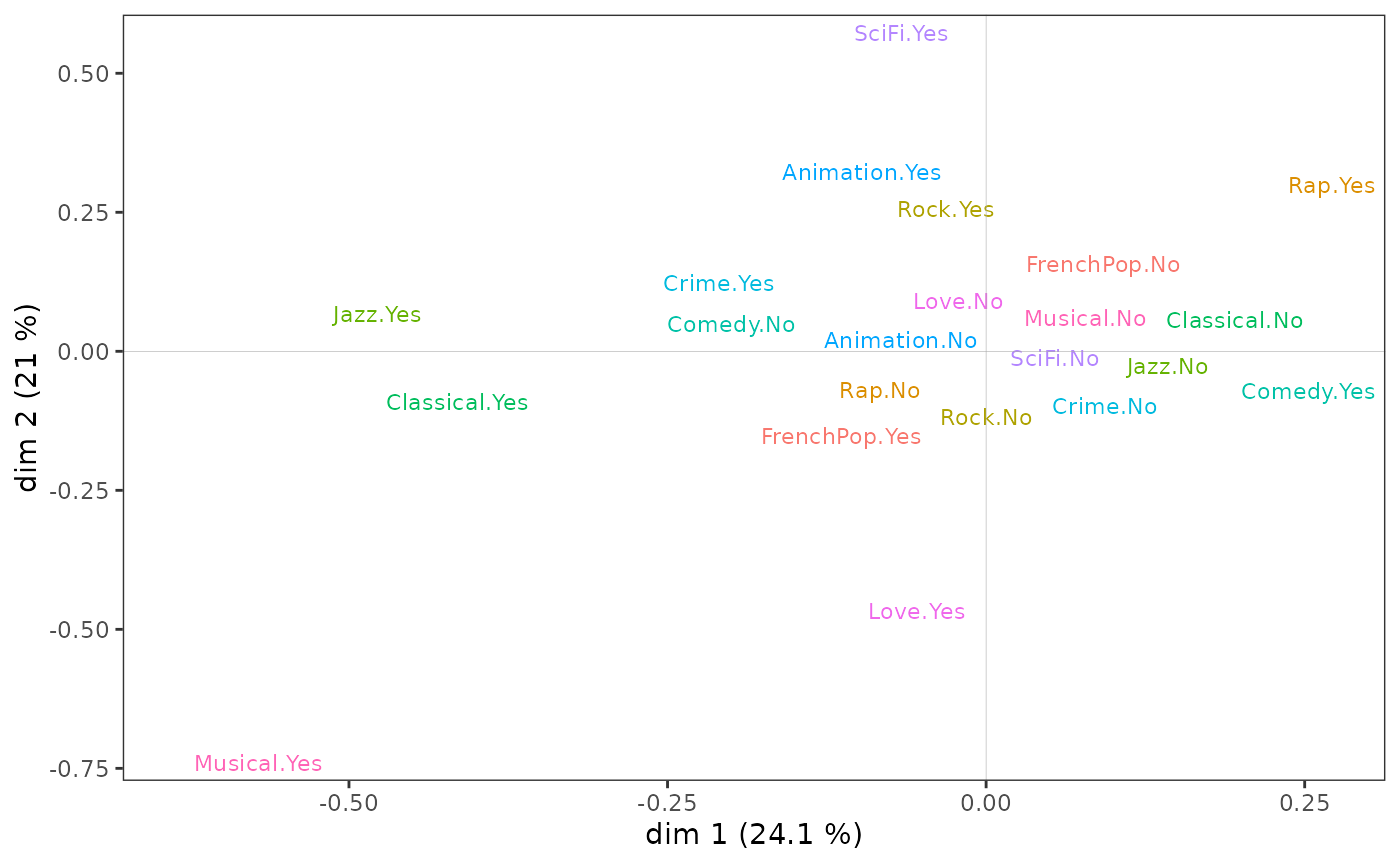 SciFi.Yes
0.50
Animation.Yes
Rap.Yes
0.25
Rock.Yes
FrenchPop.No
Crime.Yes
Love.No
Jazz.Yes
Musical.No
Classical.No
Comedy.No
Animation.No
0.00
SciFi.No
Jazz.No
Rap.No
Comedy.Yes
Classical.Yes
Crime.No
Rock.No
FrenchPop.Yes
-0.25
Love.Yes
-0.50
Musical.Yes
-0.75
dim 2 (21 %)
-0.50
-0.25
0.00
0.25
dim 1 (24.1 %)